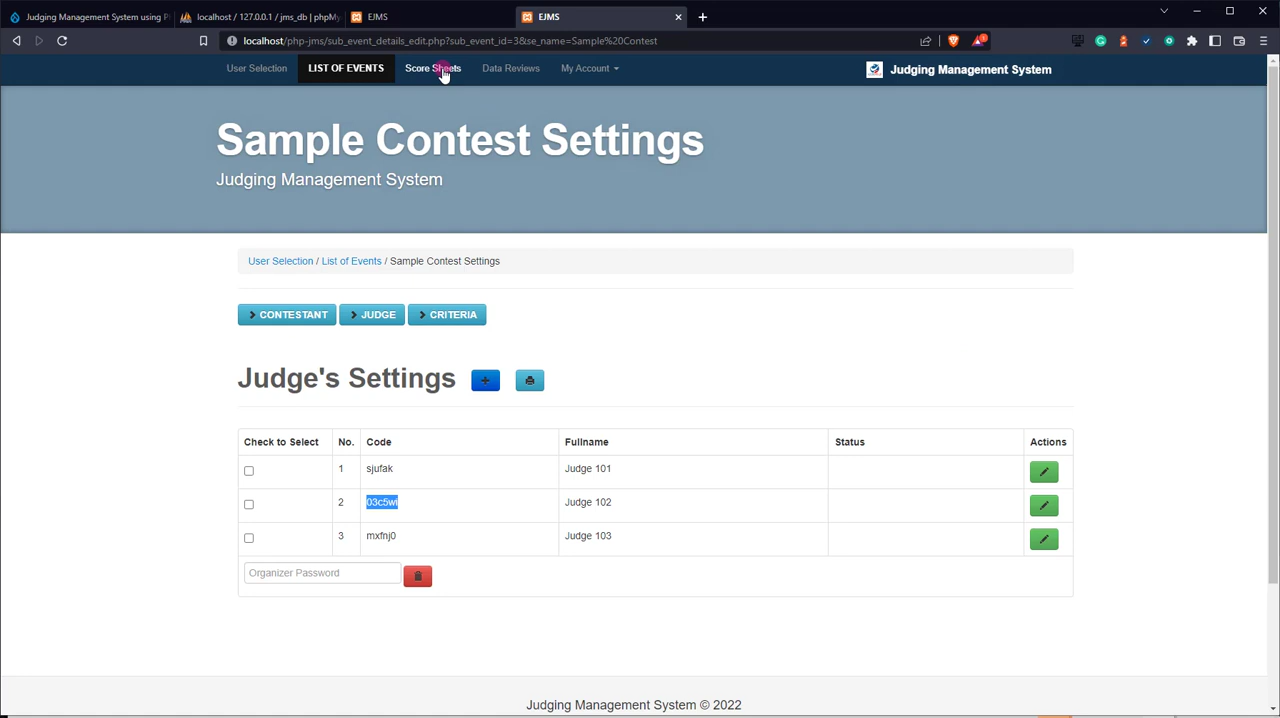 Judging Management System using P
localhost / 127.0.0.1 / jms_db | phpMy
EJMS
EJMS
localhost/php-jms/sub_event_details_edit.php?sub_event_id=3&se_name=Sample%20Contest
User Selection
LIST OF EVENTS
Score Sheets
Data Reviews
My Account
Judging Management System
Sample Contest Settings
Judging Management System
User Selection / List of Events / Sample Contest Settings
CONTESTANT
JUDGE
CRITERIA
Judge's Settings
Check to Select No. Code Fullname Status Actions
1 sjufak Judge 101
2 03c5wi Judge 102
3 mxfnj0 Judge 103
Organizer Password
Judging Management System © 2022